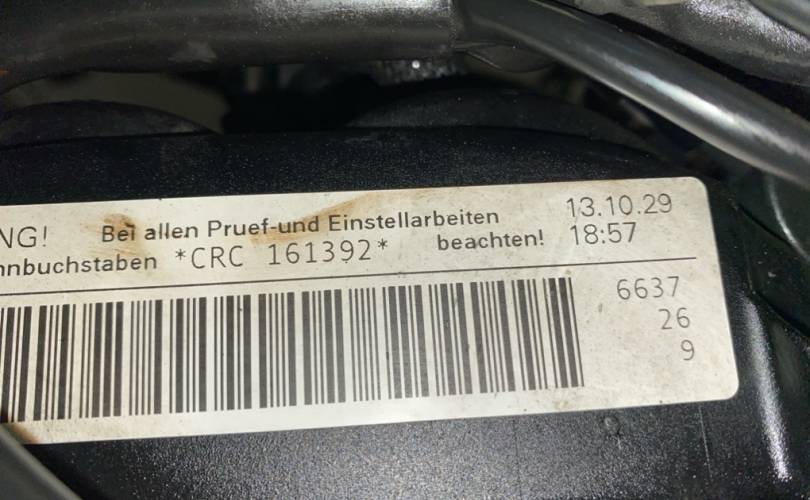 NG! Bei allen Pruef-und Einstellarbeiten 13.10.29
nnbuchstaben *CRC 161392* beachten! 18:57
6637
26
9